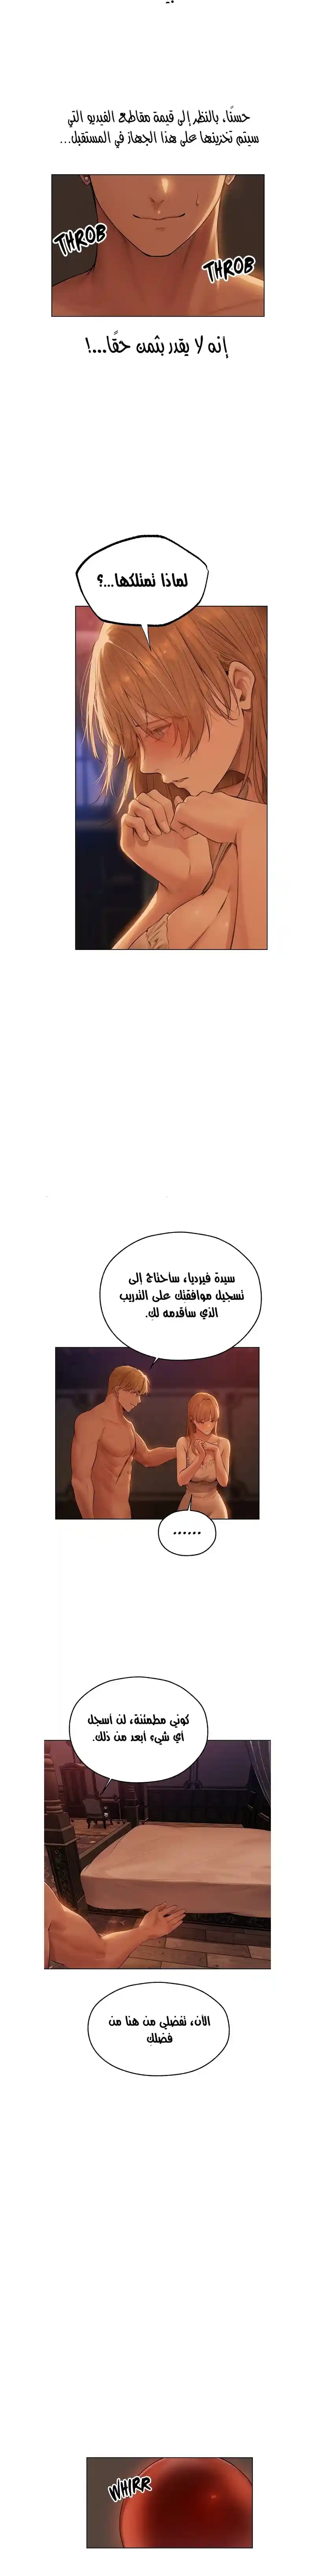 حسنًا، بالنظر إلى قيمة مقاطع الفيديو التي
سيتم تخزينها على هذا الجهاز في المستقبل...
THROB
THROB
إنه لا يقدر بثمن حقًا...!
لماذا تمتلكها...؟
سيدة فيرديا، سأحتاج إلى
تسجيل موافقتِك على التدريب
الذي سأقدمه لكِ.
......
كوني مطمئنة، لن أسجل
أي شيء أبعد من ذلك.
الآن، تفضلي من هنا من
فضلكِ
WHIRR